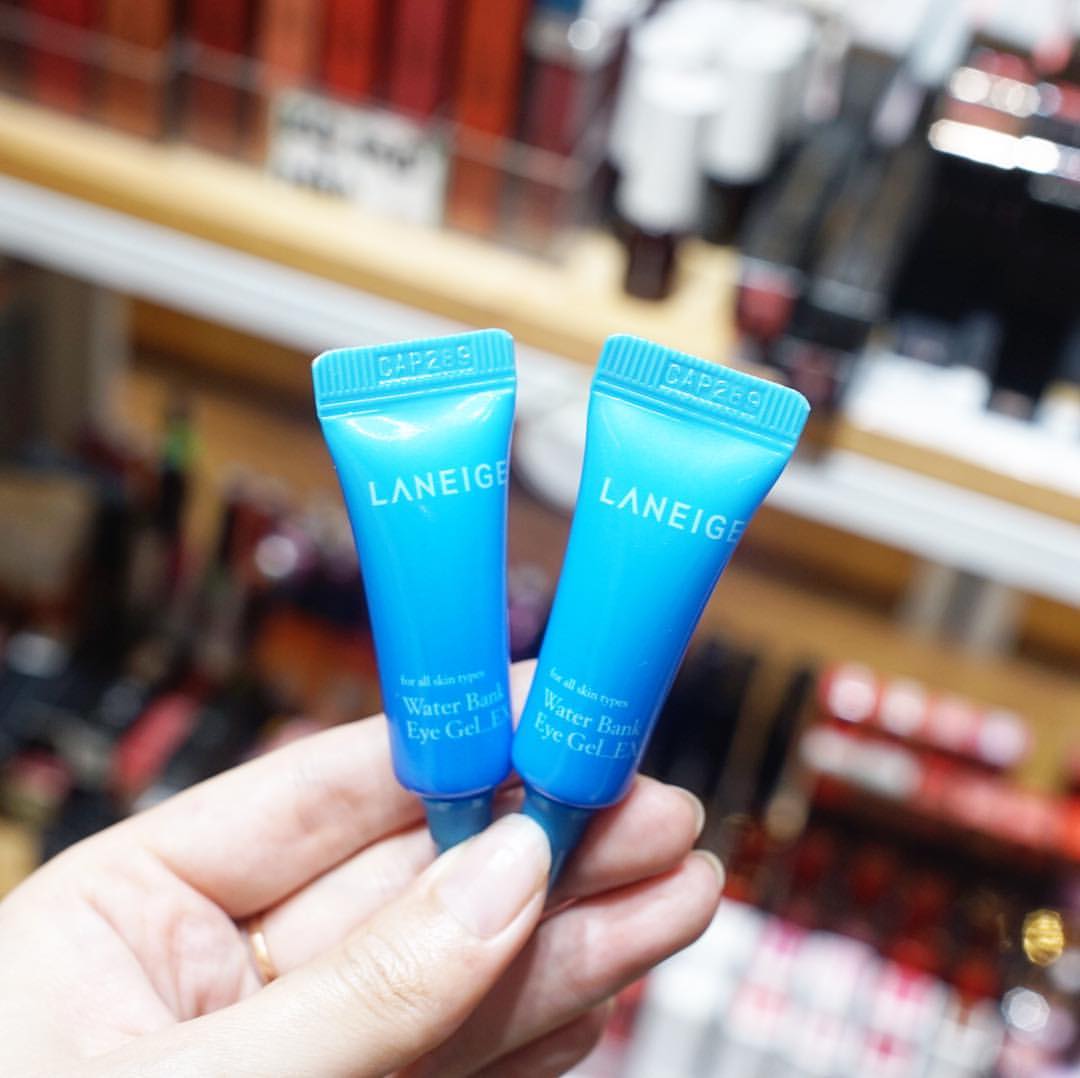 CAP289
LANEIGE
for all skin types
Water Bank
Eye Gel_EX
CAP289
LANEIGE
for all skin types
Water Bank
Eye Gel_EX